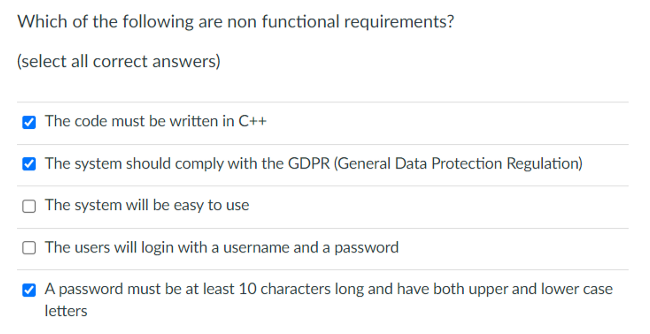 Which of the following are non functional requirements?
(select all correct answers)
The code must be written in C++
The system should comply with the GDPR (General Data Protection Regulation)
The system will be easy to use
The users will login with a username and a password
A password must be at least 10 characters long and have both upper and lower case
letters